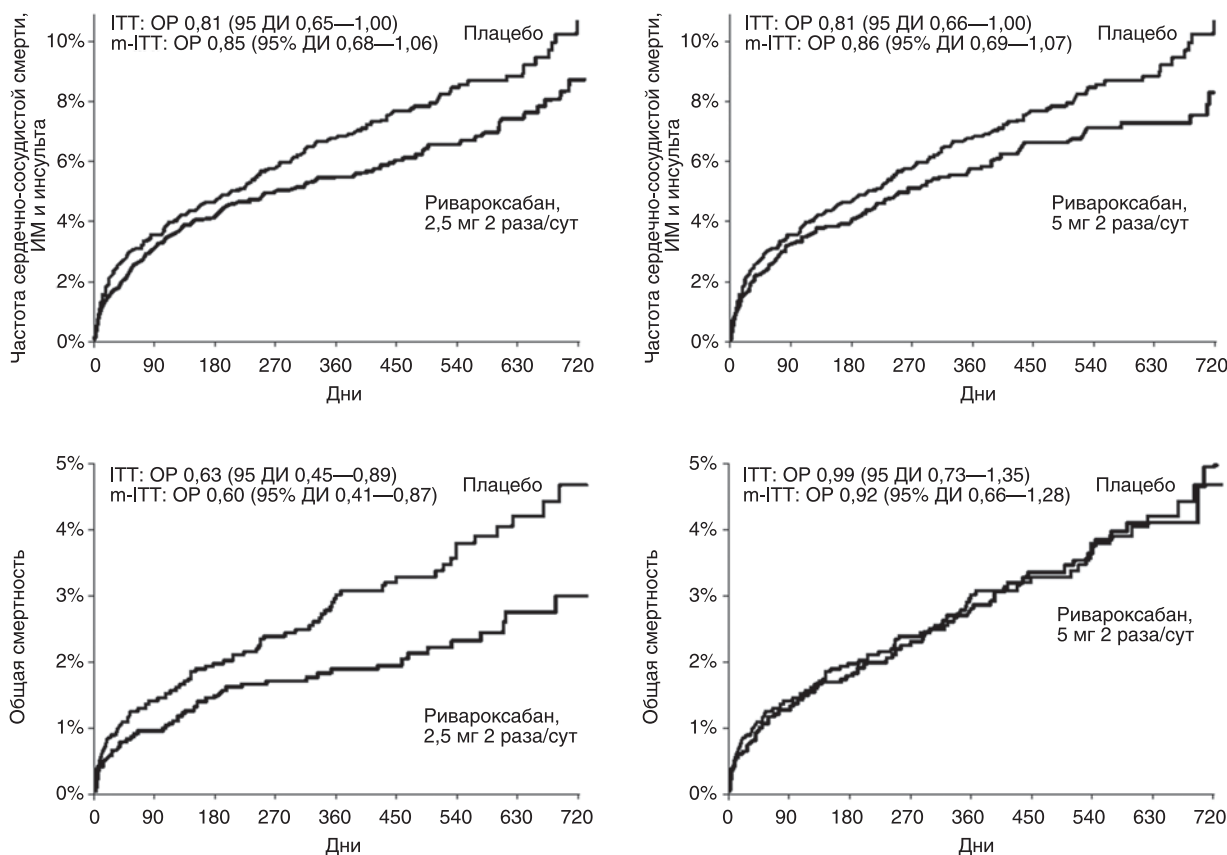 Частота сердечно-сосудистой смерти,
ИМ и инсульта
ITT: ОР 0,81 (95 ДИ 0,65—1,00)
m-ITT: ОР 0,85 (95% ДИ 0,68—1,06)
Плацебо
Ривароксабан,
2,5 мг 2 раза/сут
10%
8%
6%
4%
2%
0%
0 90 180 270 360 450 540 630 720
Дни
Частота сердечно-сосудистой смерти,
ИМ и инсульта
ITT: ОР 0,81 (95 ДИ 0,66—1,00)
m-ITT: ОР 0,86 (95% ДИ 0,69—1,07)
Плацебо
Ривароксабан,
5 мг 2 раза/сут
10%
8%
6%
4%
2%
0%
0 90 180 270 360 450 540 630 720
Дни
Общая смертность
ITT: ОР 0,63 (95 ДИ 0,45—0,89)
m-ITT: ОР 0,60 (95% ДИ 0,41—0,87)
Плацебо
Ривароксабан,
2,5 мг 2 раза/сут
5%
4%
3%
2%
1%
0%
0 90 180 270 360 450 540 630 720
Дни
Общая смертность
ITT: ОР 0,99 (95 ДИ 0,73—1,35)
m-ITT: ОР 0,92 (95% ДИ 0,66—1,28)
Плацебо
Ривароксабан,
5 мг 2 раза/сут
5%
4%
3%
2%
1%
0%
0 90 180 270 360 450 540 630 720
Дни